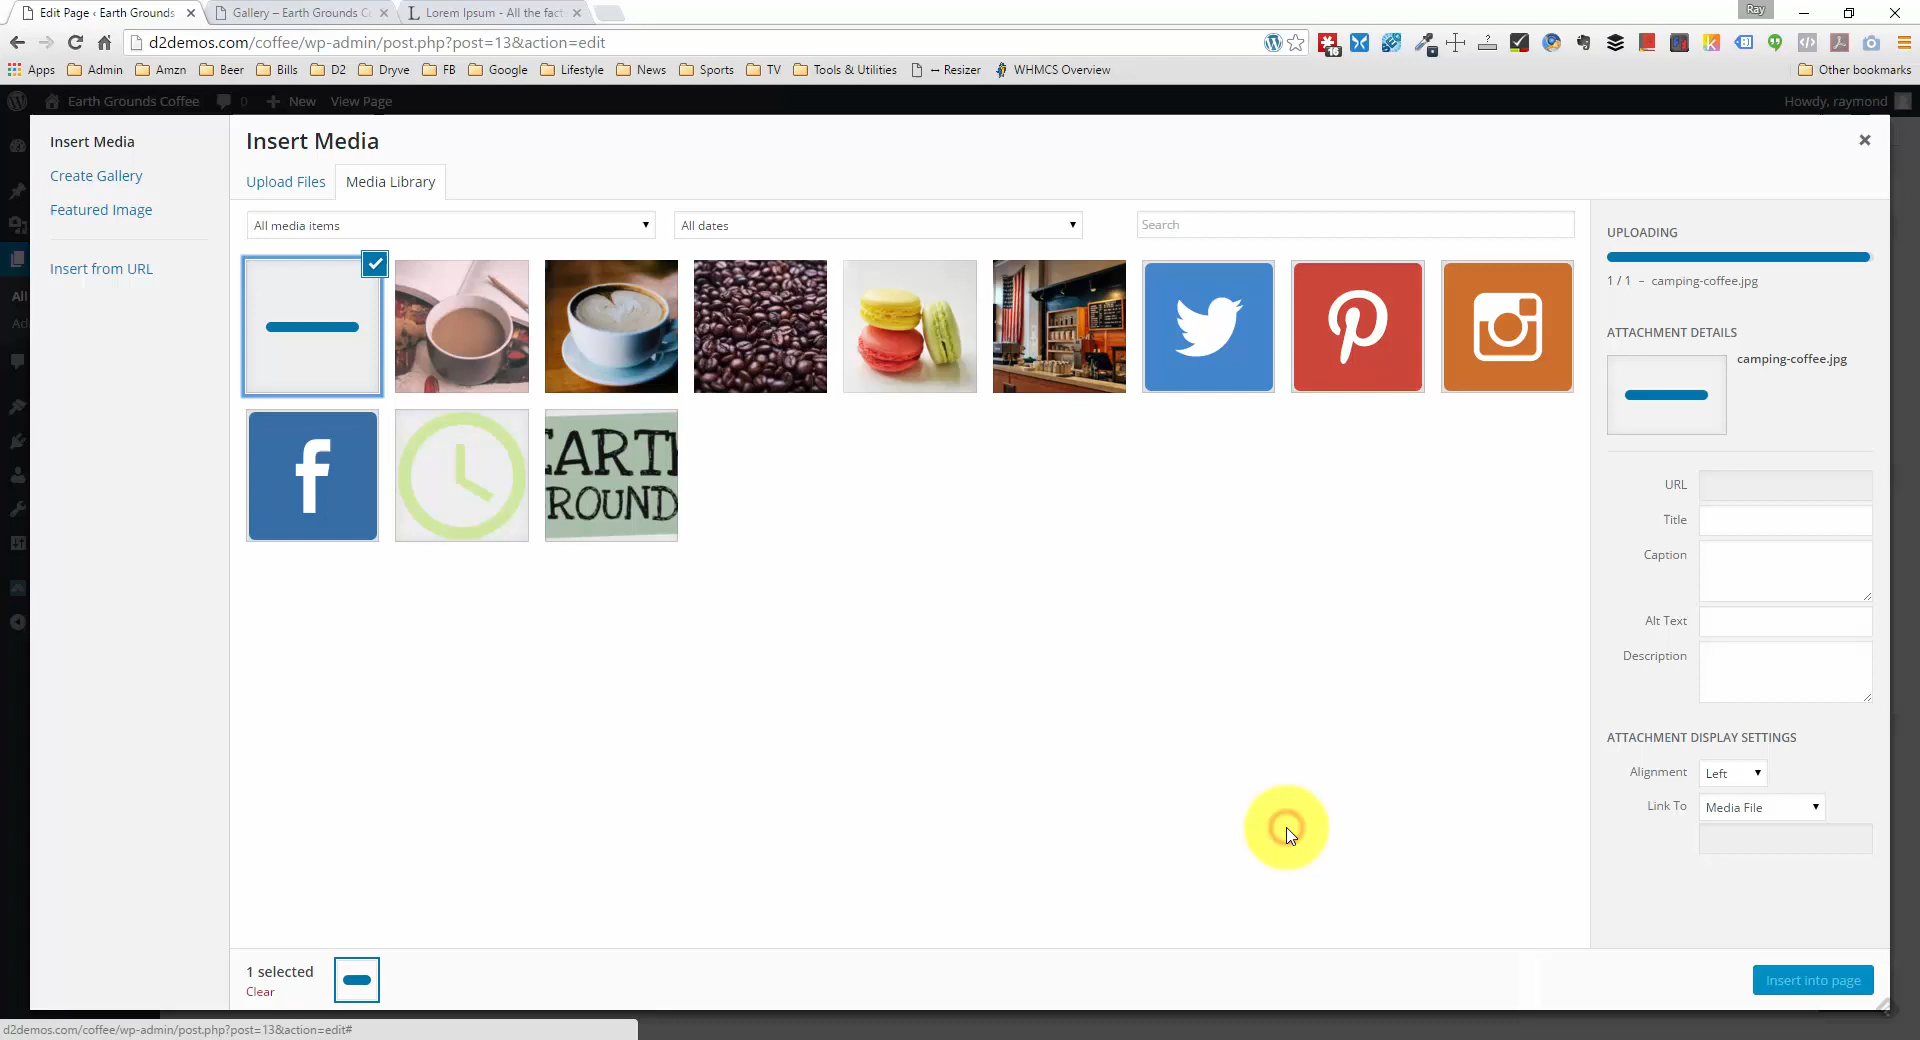 Edit Page ‹ Earth Grounds
Gallery – Earth Grounds C
Lorem Ipsum - All the fact
Ray
d2demos.com/coffee/wp-admin/post.php?post=13&action=edit
16
Apps
Admin
Amzn
Beer
Bills
D2
Dryve
FB
Google
Lifestyle
News
Sports
TV
Tools & Utilities
-- Resizer
WHMCS Overview
Other bookmarks
Earth Grounds Coffee
0
New
View Page
Howdy, raymond
Insert Media
Create Gallery
Featured Image
Insert from URL
All
Ad
Insert Media
Upload Files
Media Library
All media items
All dates
Search
EARTH
ROUND
UPLOADING
1 / 1 – camping-coffee.jpg
ATTACHMENT DETAILS
camping-coffee.jpg
URL
Title
Caption
Alt Text
Description
ATTACHMENT DISPLAY SETTINGS
Alignment
Left
Link To
Media File
1 selected
Clear
Insert into page
d2demos.com/coffee/wp-admin/post.php?post=13&action=edit#